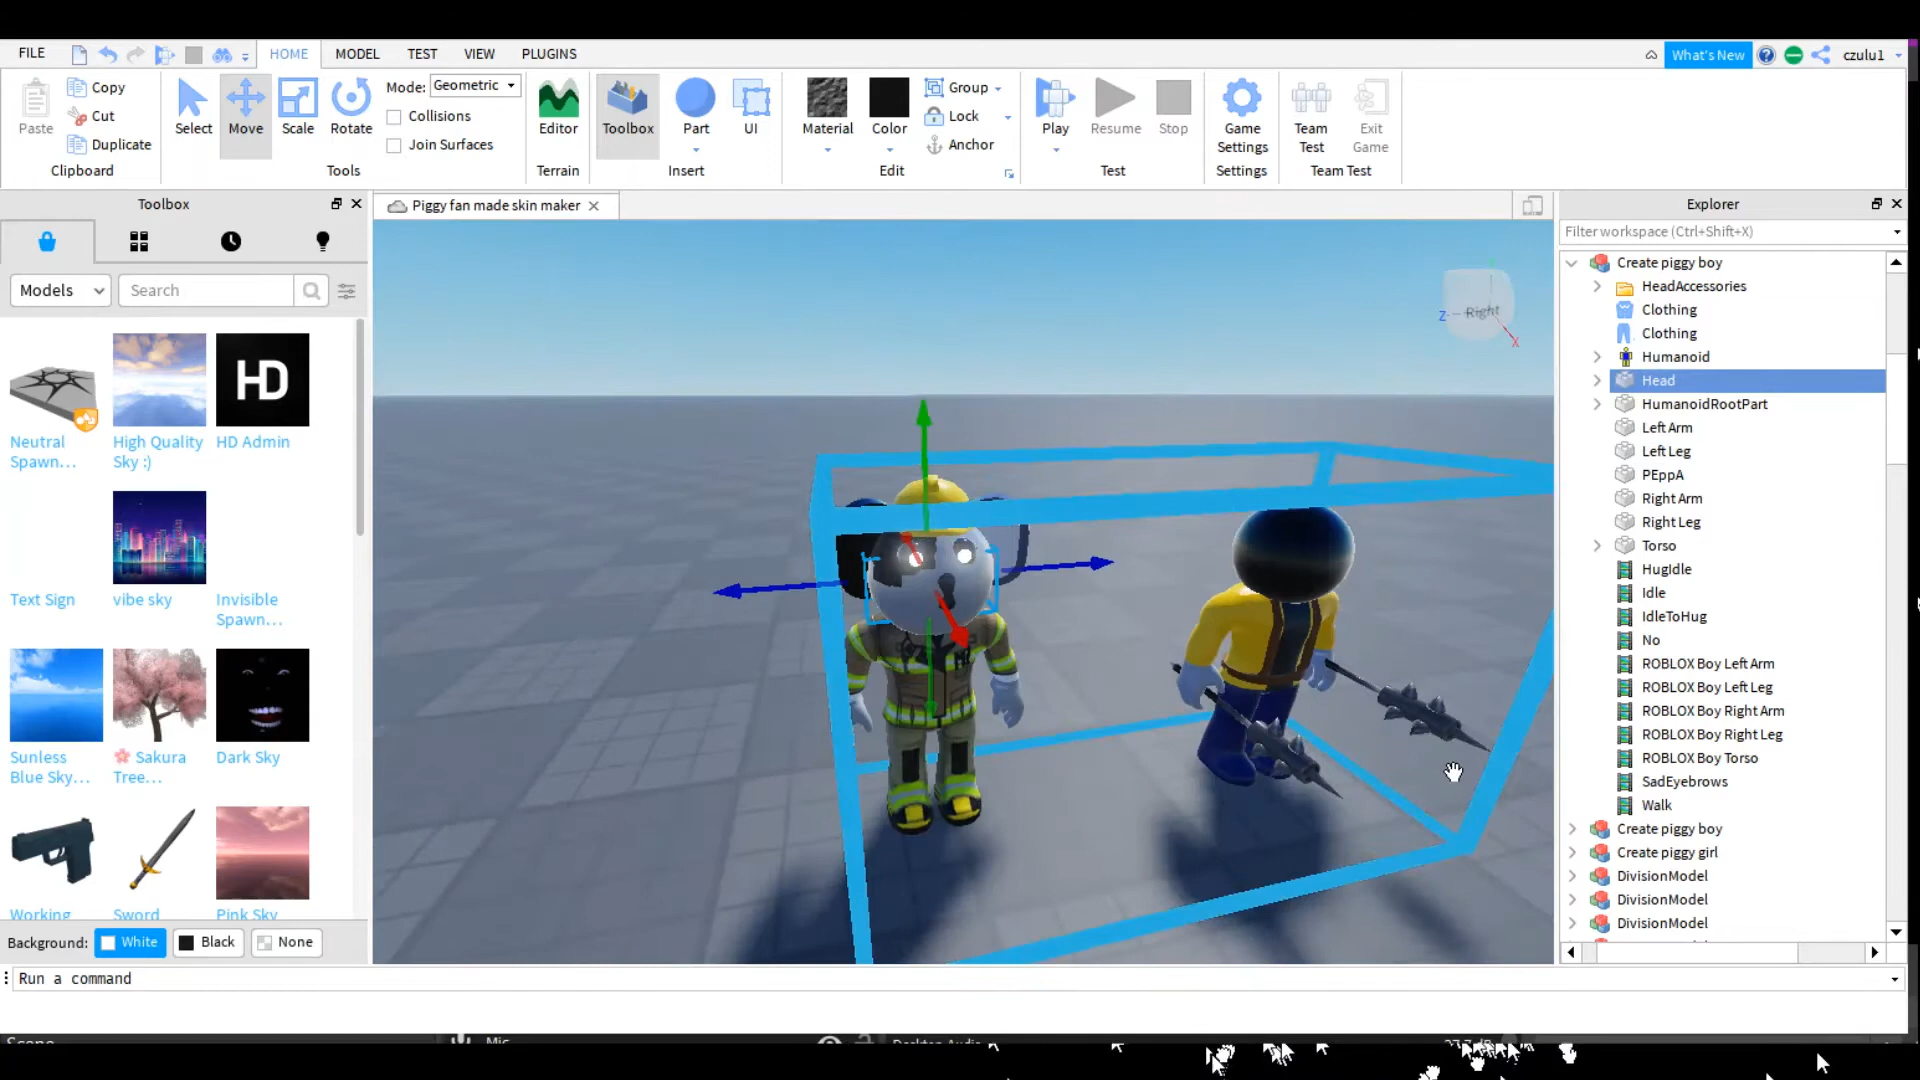 FILE HOME MODEL TEST VIEW PLUGINS What's New czulu1
Paste Copy Cut Duplicate Clipboard
Select Move Scale Rotate Mode: Geometric Collisions Join Surfaces Tools
Editor Terrain
Toolbox Part UI Insert
Material Color Group Lock Anchor Edit
Play Resume Stop Test
Game Settings Settings
Team Test Exit Game Team Test
Toolbox
Models Search
Neutral Spawn...
High Quality Sky :)
HD
HD Admin
Text Sign
vibe sky
Invisible Spawn...
Sunless Blue Sky...
Sakura Tree...
Dark Sky
Working
Sword
Pink Sky
Background: White Black None
Run a command
Piggy fan made skin maker
Right
Z
X
Explorer
Filter workspace (Ctrl+Shift+X)
Create piggy boy
HeadAccessories
Clothing
Clothing
Humanoid
Head
HumanoidRootPart
Left Arm
Left Leg
PEppA
Right Arm
Right Leg
Torso
HugIdle
Idle
IdleToHug
No
ROBLOX Boy Left Arm
ROBLOX Boy Left Leg
ROBLOX Boy Right Arm
ROBLOX Boy Right Leg
ROBLOX Boy Torso
SadEyebrows
Walk
Create piggy boy
Create piggy girl
DivisionModel
DivisionModel
DivisionModel
Scene Mic Desktop Audio